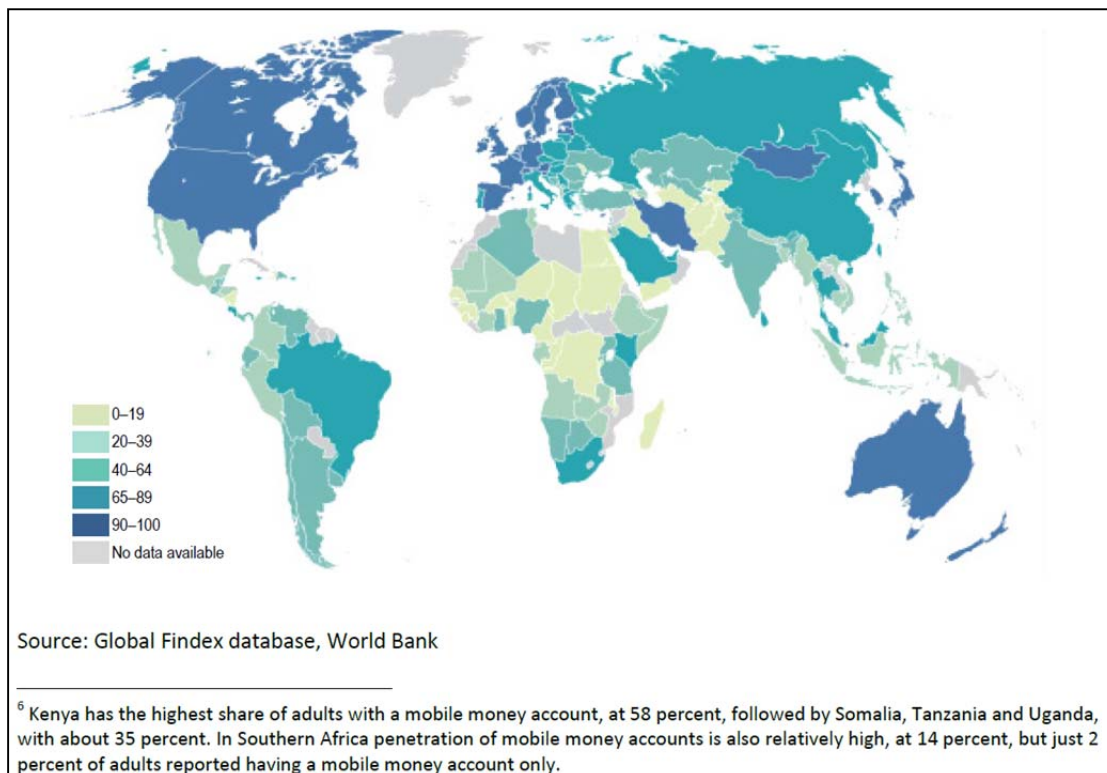 0–19
20–39
40–64
65–89
90–100
No data available
Source: Global Findex database, World Bank
6 Kenya has the highest share of adults with a mobile money account, at 58 percent, followed by Somalia, Tanzania and Uganda,
with about 35 percent. In Southern Africa penetration of mobile money accounts is also relatively high, at 14 percent, but just 2
percent of adults reported having a mobile money account only.